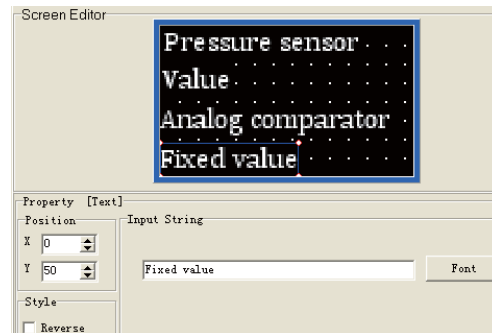 Screen Editor
Pressure sensor
Value
Analog comparator
Fixed value
Property [Text]
Position
Input String
X 0
Y 50
Fixed value
Font
Style
Reverse